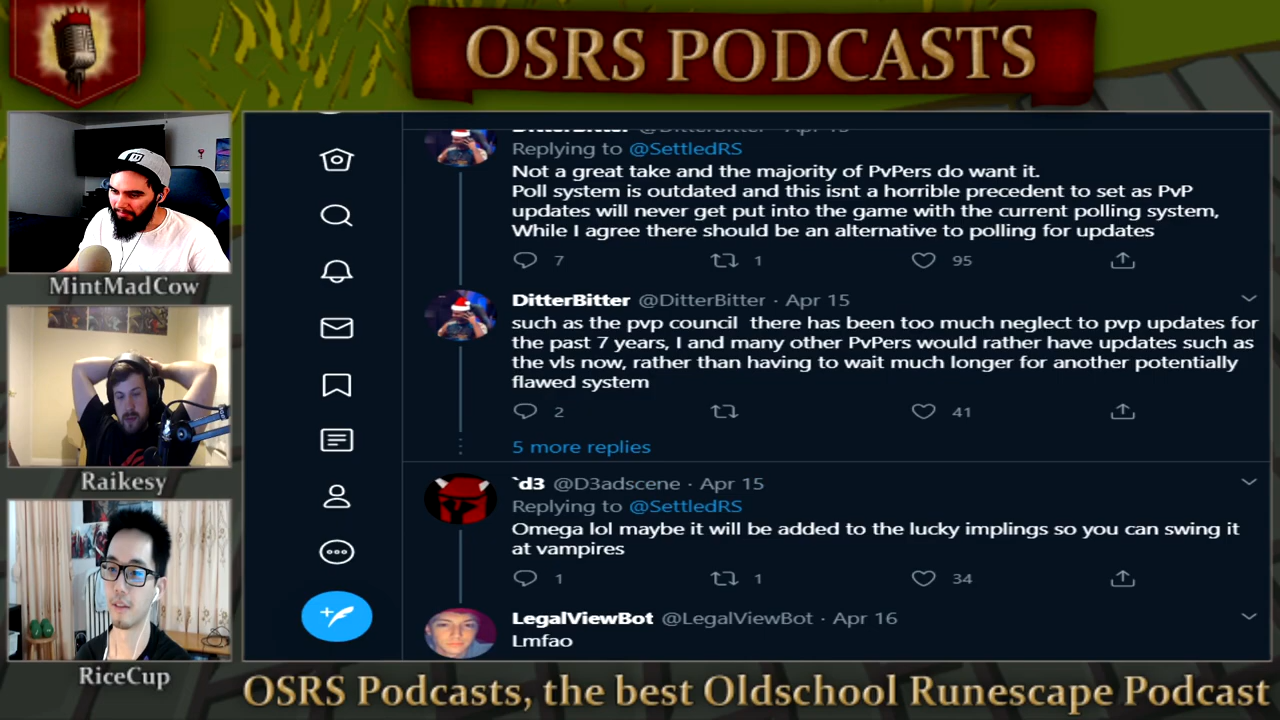 OSRS PODCASTS
MintMadCow
Raikesy
RiceCup
DitterBitter @DitterBitter · Apr 15
Replying to @SettledRS
Not a great take and the majority of PvPers do want it.
Poll system is outdated and this isnt a horrible precedent to set as PvP
updates will never get put into the game with the current polling system,
While I agree there should be an alternative to polling for updates
7 1 95
DitterBitter @DitterBitter · Apr 15
such as the pvp council there has been too much neglect to pvp updates for
the past 7 years, I and many other PvPers would rather have updates such as
the vls now, rather than having to wait much longer for another potentially
flawed system
2 41
5 more replies
`d3 @D3adscene · Apr 15
Replying to @SettledRS
Omega lol maybe it will be added to the lucky implings so you can swing it
at vampires
1 1 34
LegalViewBot @LegalViewBot · Apr 16
Lmfao
OSRS Podcasts, the best Oldschool Runescape Podcast